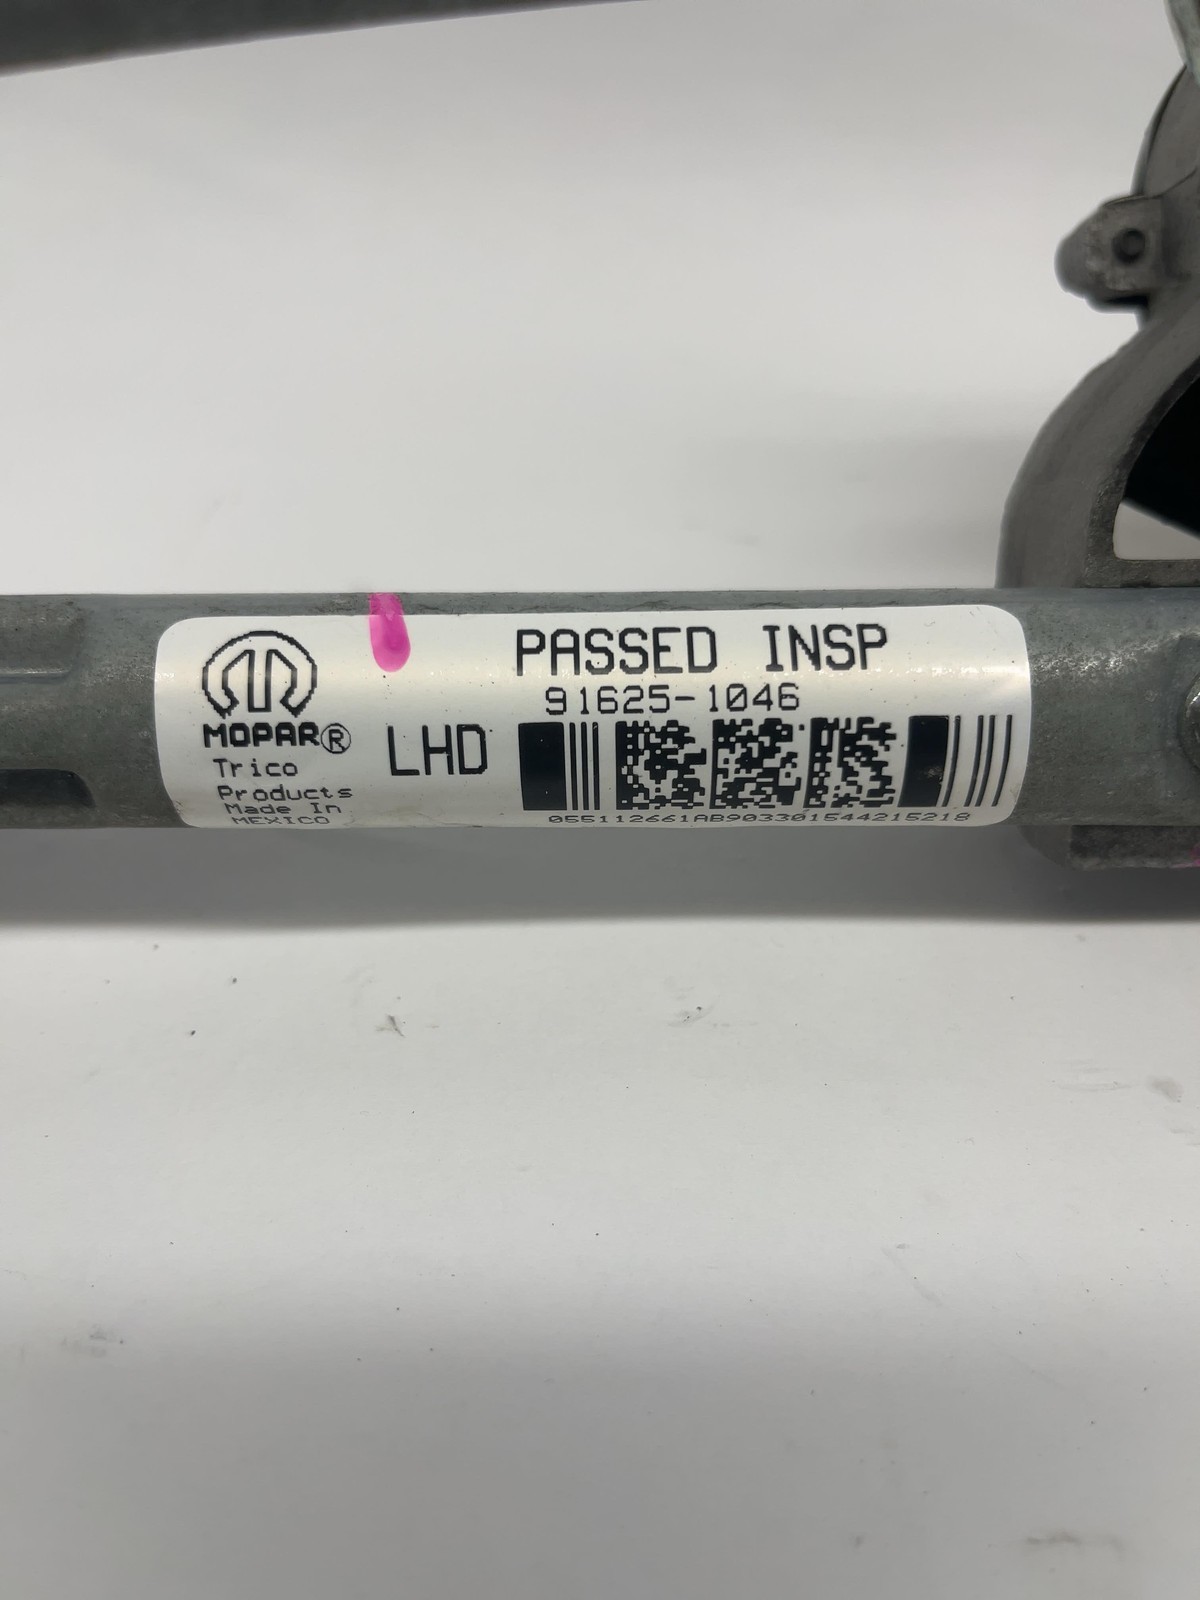 PASSED INSP
91625-1046
MOPAR®
LHD
Trico
Products
Made In
MEXICO
055112661AB903301544215218